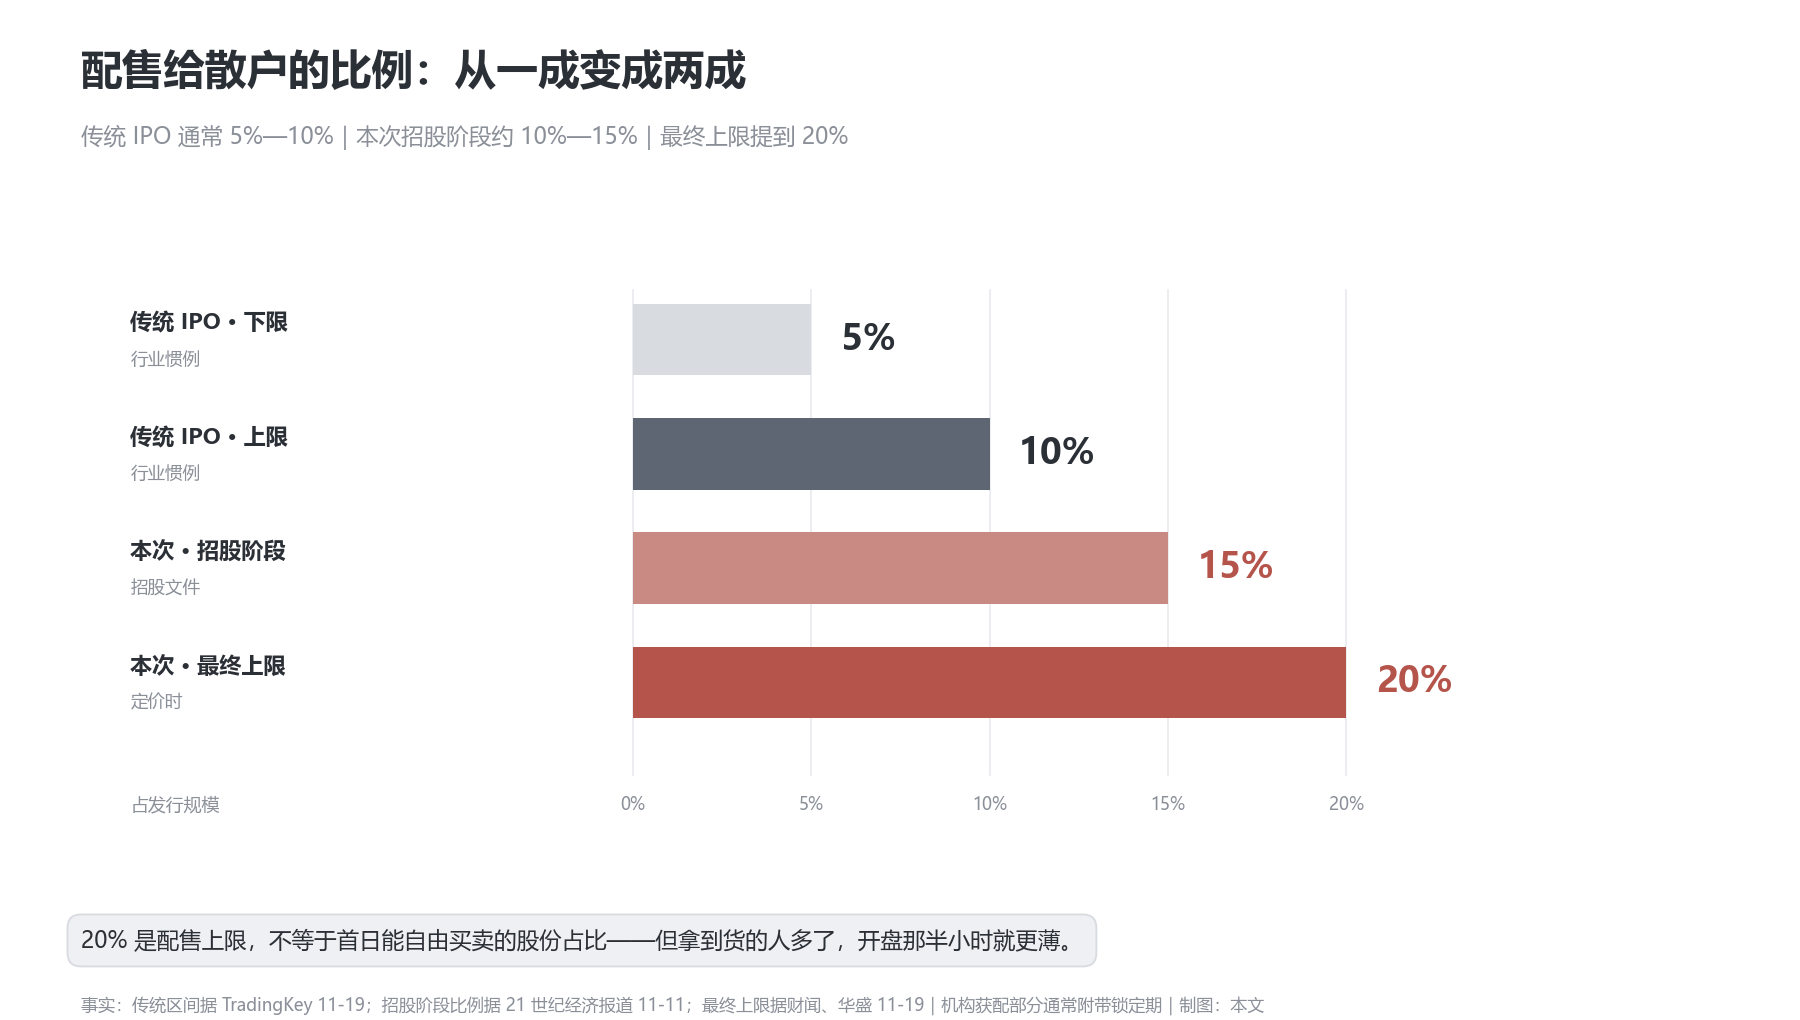 配售给散户的比例：从一成变成两成
传统 IPO 通常 5%—10% | 本次招股阶段约 10%—15% | 最终上限提到 20%
传统 IPO • 下限
行业惯例
5%
传统 IPO • 上限
行业惯例
10%
本次 • 招股阶段
招股文件
15%
本次 • 最终上限
定价时
20%
占发行规模
0%
5%
10%
15%
20%
20% 是配售上限，不等于首日能自由买卖的股份占比——但拿到货的人多了，开盘那半小时就更薄。
事实：传统区间据 TradingKey 11-19；招股阶段比例据 21 世纪经济报道 11-11；最终上限据财闻、华盛 11-19 | 机构获配部分通常附带锁定期 | 制图：本文